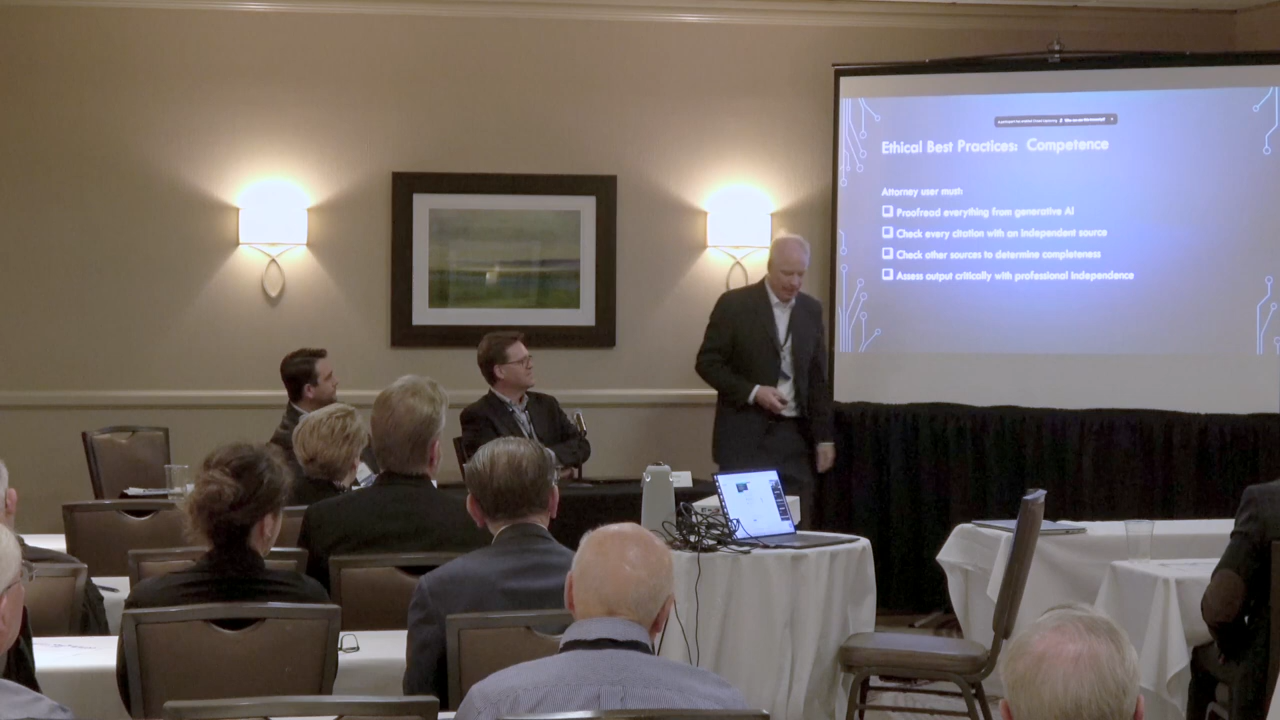 Ethical Best Practices: Competence
Attorney user must:
Proofread everything from generative AI
Check every citation with an independent source
Check other sources to determine completeness
Assess output critically with professional independence